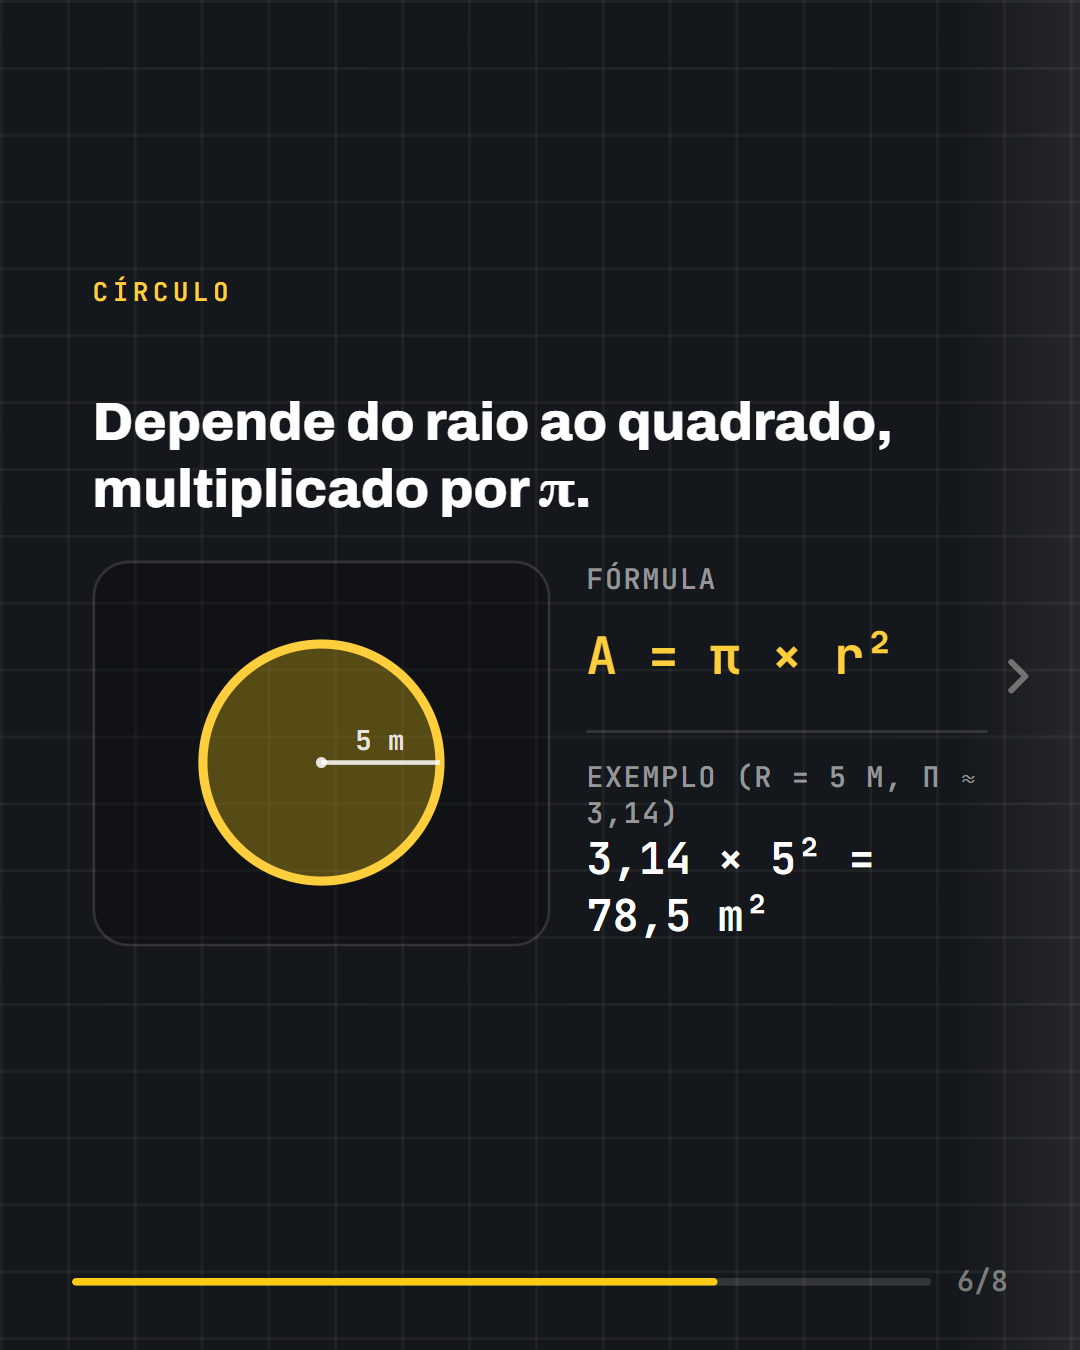 CÍRCULO
Depende do raio ao quadrado,
multiplicado por π.
5 m
FÓRMULA
A = π × r²
EXEMPLO (R = 5 M, Π ≈
3,14)
3,14 × 5² =
78,5 m²
6/8